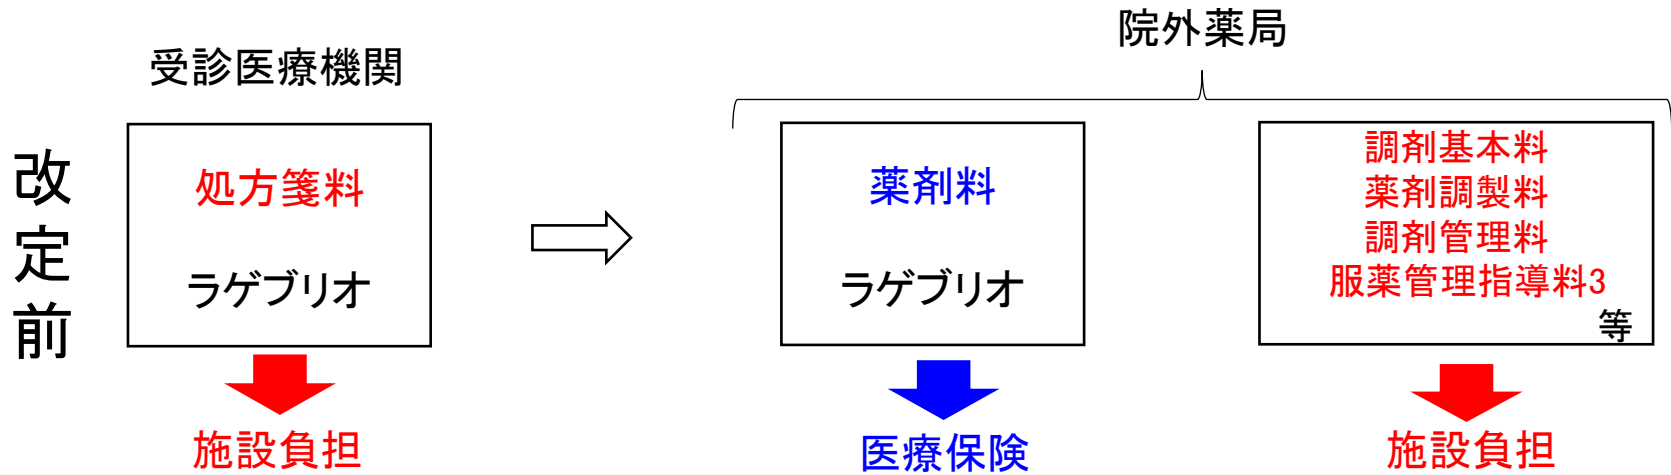 院外薬局
受診医療機関
改定前
処方箋料
ラゲブリオ
施設負担
薬剤料
ラゲブリオ
医療保険
調剤基本料
薬剤調製料
調剤管理料
服薬管理指導料3
等
施設負担